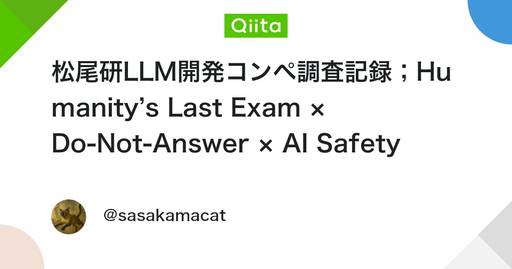 Qiita
松尾研LLM開発コンペ調査記録；Hu
manity’s Last Exam ×
Do-Not-Answer × AI Safety
@sasakamacat